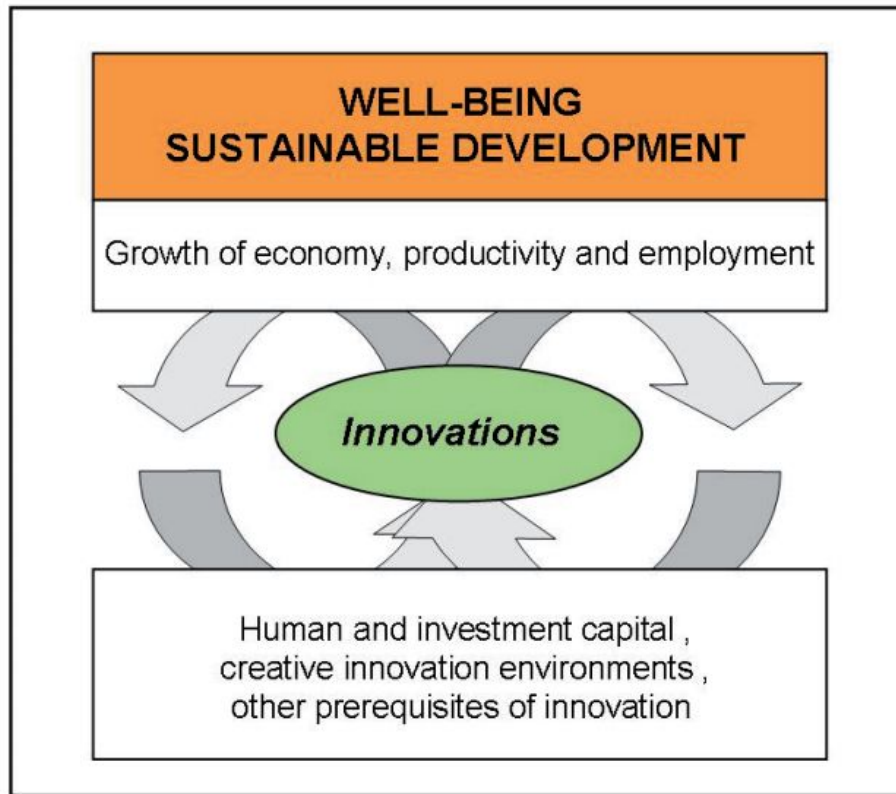 WELL-BEING
SUSTAINABLE DEVELOPMENT
Growth of economy, productivity and employment
Innovations
Human and investment capital ,
creative innovation environments ,
other prerequisites of innovation